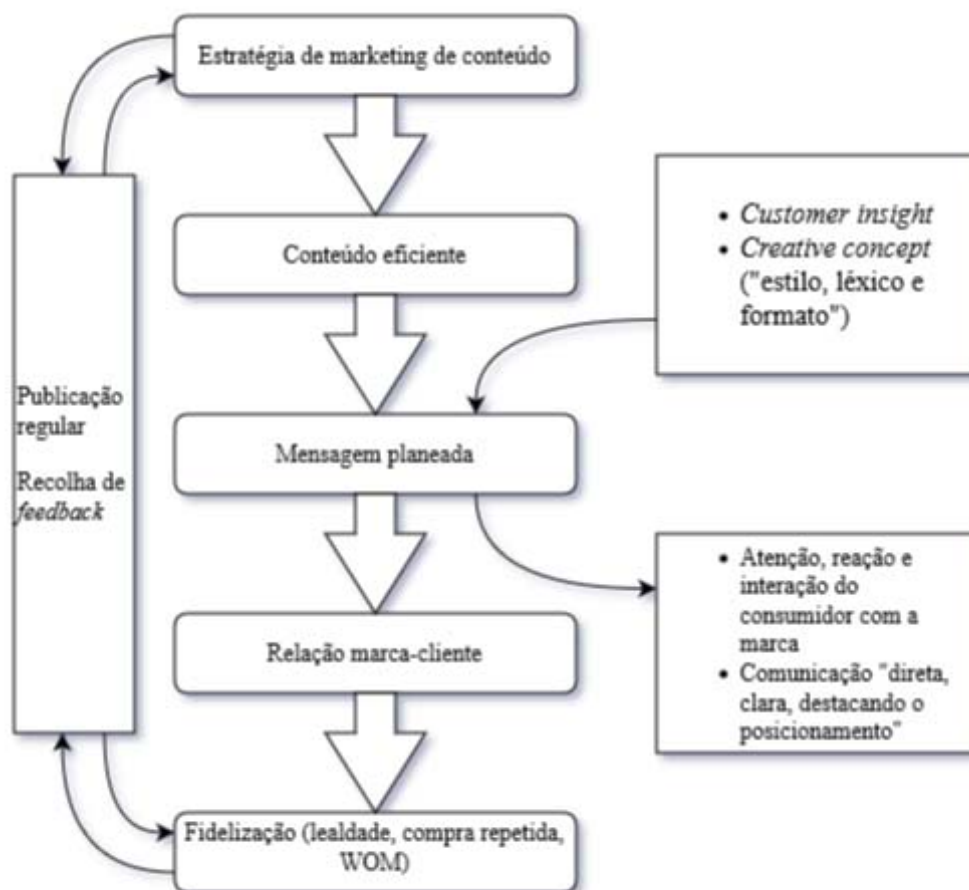 Estratégia de marketing de conteúdo
Conteúdo eficiente
• Customer insight
• Creative concept
("estilo, léxico e
formato")
Publicação
regular
Recolha de
feedback
Mensagem planeada
• Atenção, reação e
interação do
consumidor com a
marca
• Comunicação "direta,
clara, destacando o
posicionamento"
Relação marca-cliente
Fidelização (lealdade, compra repetida,
WOM)